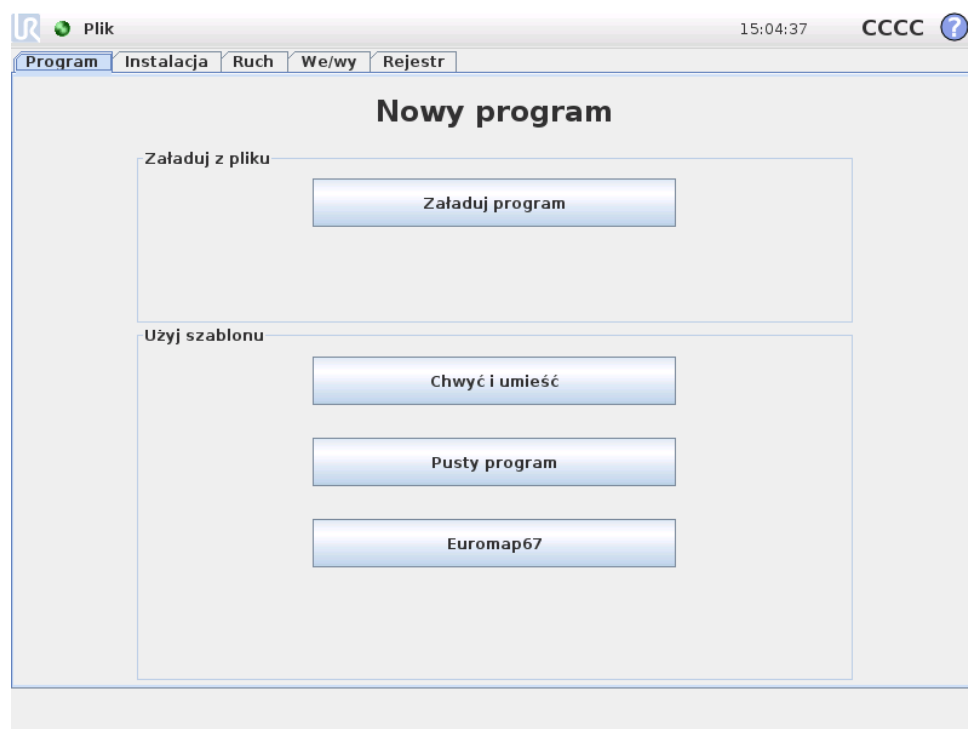 UR Plik 15:04:37 CCCC ?
Program Instalacja Ruch We/wy Rejestr
Nowy program
Załaduj z pliku
Załaduj program
Użyj szablonu
Chwyć i umieść
Pusty program
Euromap67